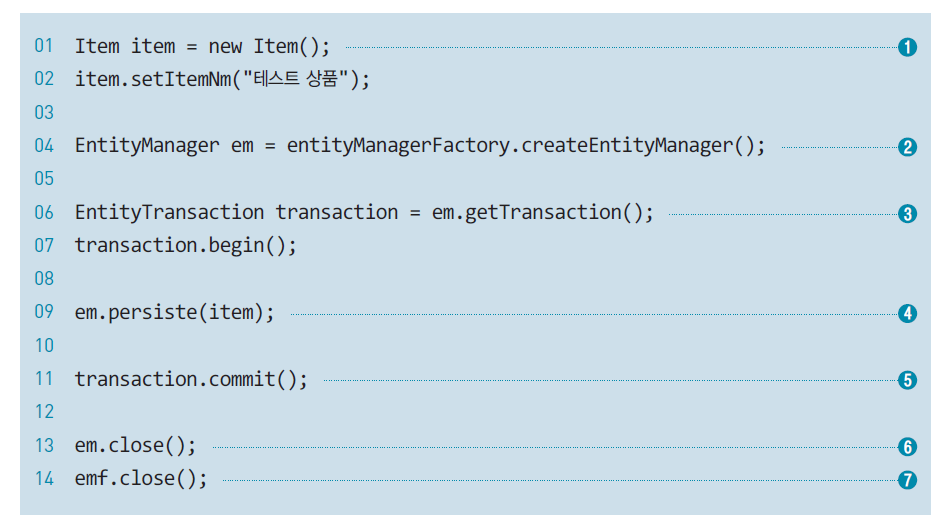 01 Item item = new Item(); ❶
02 item.setItemNm("테스트 상품");
03
04 EntityManager em = entityManagerFactory.createEntityManager(); ❷
05
06 EntityTransaction transaction = em.getTransaction(); ❸
07 transaction.begin();
08
09 em.persiste(item); ❹
10
11 transaction.commit(); ❺
12
13 em.close(); ❻
14 emf.close(); ❼